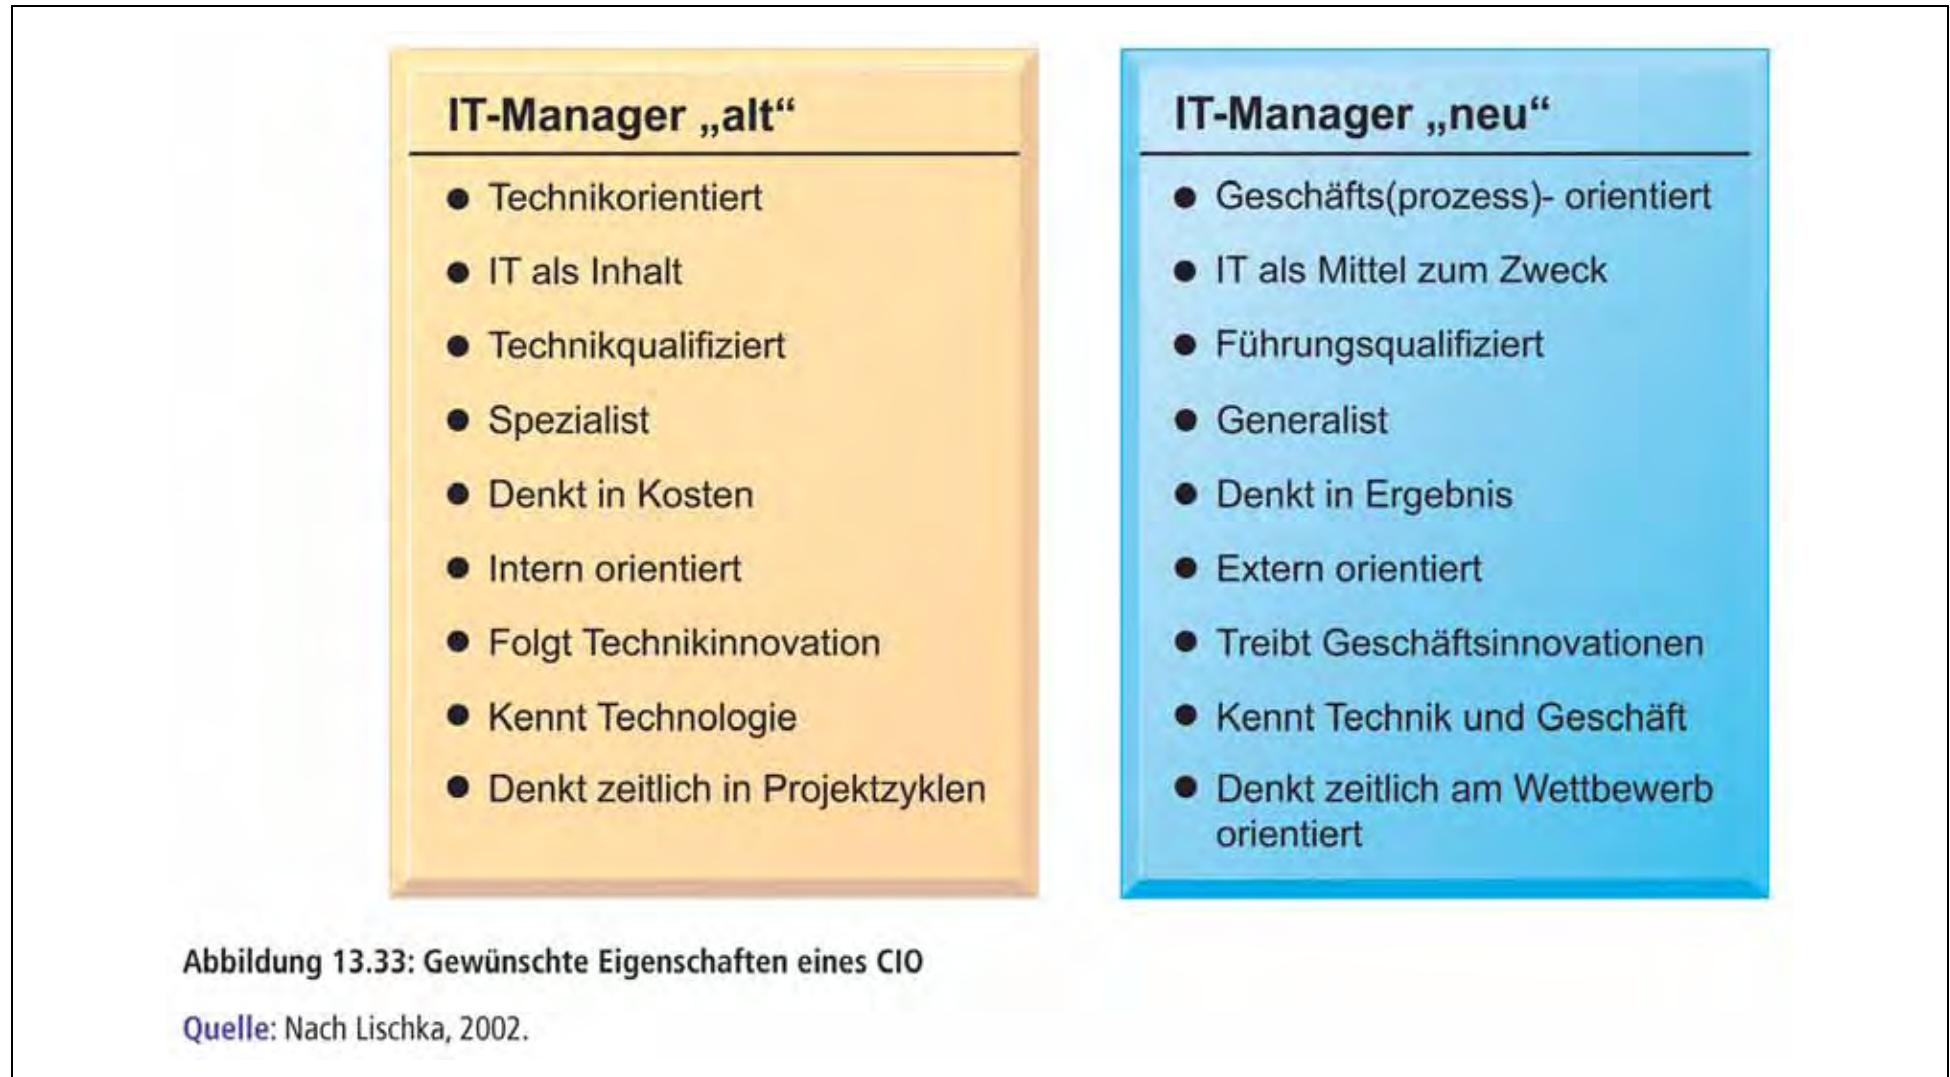 IT-Manager „alt“
● Technikorientiert
● IT als Inhalt
● Technikqualifiziert
● Spezialist
● Denkt in Kosten
● Intern orientiert
● Folgt Technikinnovation
● Kennt Technologie
● Denkt zeitlich in Projektzyklen
IT-Manager „neu“
● Geschäfts(prozess)- orientiert
● IT als Mittel zum Zweck
● Führungsqualifiziert
● Generalist
● Denkt in Ergebnis
● Extern orientiert
● Treibt Geschäftsinnovationen
● Kennt Technik und Geschäft
● Denkt zeitlich am Wettbewerb
orientiert
Abbildung 13.33: Gewünschte Eigenschaften eines CIO
Quelle: Nach Lischka, 2002.